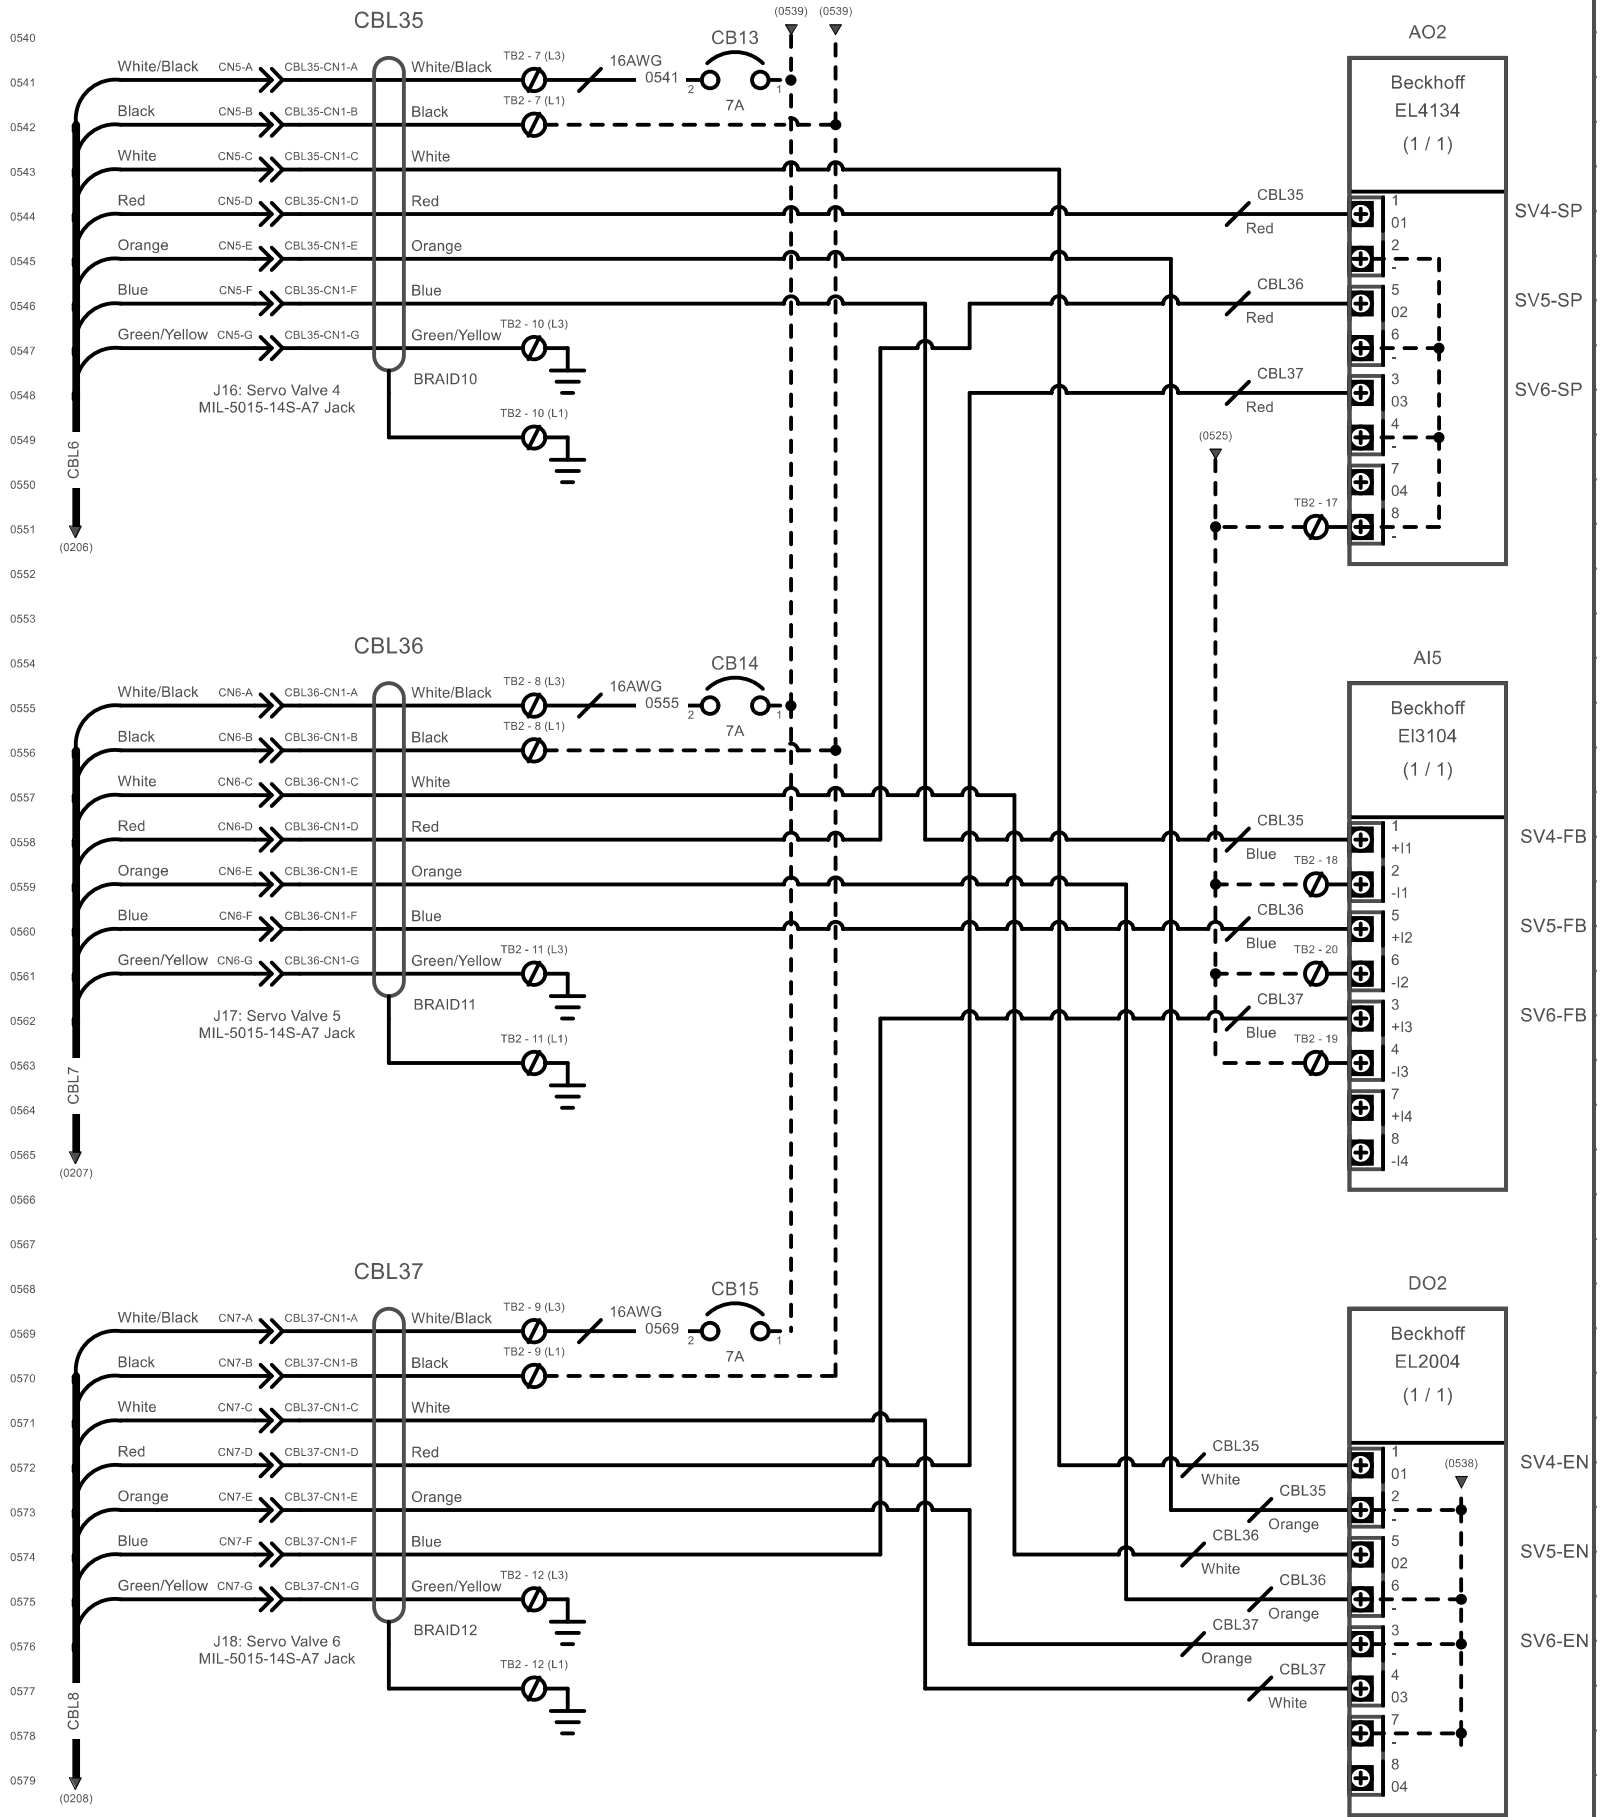 (0539) (0539)
0540
CBL35
CB13
AO2
0541
White/Black CN5-A CBL35-CN1-A White/Black TB2 - 7 (L3) 16AWG 0541 2 1 7A
Beckhoff
EL4134
(1 / 1)
0542
Black CN5-B CBL35-CN1-B Black TB2 - 7 (L1)
0543
White CN5-C CBL35-CN1-C White
0544
Red CN5-D CBL35-CN1-D Red CBL35 Red 1 01 SV4-SP
0545
Orange CN5-E CBL35-CN1-E Orange 2 -
0546
Blue CN5-F CBL35-CN1-F Blue CBL36 Red 5 02 SV5-SP
0547
Green/Yellow CN5-G CBL35-CN1-G Green/Yellow TB2 - 10 (L3) 6 -
BRAID10
0548
J16: Servo Valve 4
MIL-5015-14S-A7 Jack
CBL37 Red 3 03 SV6-SP
0549
TB2 - 10 (L1) (0525) 4 -
CBL6
0550
7 04
0551
TB2 - 17 8 -
(0206)
0552
0553
0554
CBL36
CB14
AI5
0555
White/Black CN6-A CBL36-CN1-A White/Black TB2 - 8 (L3) 16AWG 0555 2 1 7A
Beckhoff
EI3104
(1 / 1)
0556
Black CN6-B CBL36-CN1-B Black TB2 - 8 (L1)
0557
White CN6-C CBL36-CN1-C White
0558
Red CN6-D CBL36-CN1-D Red CBL35 Blue 1 +I1 SV4-FB
0559
Orange CN6-E CBL36-CN1-E Orange TB2 - 18 2 -I1
0560
Blue CN6-F CBL36-CN1-F Blue CBL36 Blue 5 +I2 SV5-FB
0561
Green/Yellow CN6-G CBL36-CN1-G Green/Yellow TB2 - 11 (L3) TB2 - 20 6 -I2
BRAID11
0562
J17: Servo Valve 5
MIL-5015-14S-A7 Jack
CBL37 Blue 3 +I3 SV6-FB
0563
TB2 - 11 (L1) TB2 - 19 4 -I3
CBL7
0564
7 +I4
0565
8 -I4
(0207)
0566
0567
0568
CBL37
CB15
DO2
0569
White/Black CN7-A CBL37-CN1-A White/Black TB2 - 9 (L3) 16AWG 0569 2 1 7A
Beckhoff
EL2004
(1 / 1)
0570
Black CN7-B CBL37-CN1-B Black TB2 - 9 (L1)
0571
White CN7-C CBL37-CN1-C White
0572
Red CN7-D CBL37-CN1-D Red CBL35 White 1 01 (0538) SV4-EN
0573
Orange CN7-E CBL37-CN1-E Orange CBL35 Orange 2 -
0574
Blue CN7-F CBL37-CN1-F Blue CBL36 White 5 02 SV5-EN
0575
Green/Yellow CN7-G CBL37-CN1-G Green/Yellow TB2 - 12 (L3) CBL36 Orange 6 -
BRAID12
0576
J18: Servo Valve 6
MIL-5015-14S-A7 Jack
CBL37 Orange 3 - SV6-EN
0577
TB2 - 12 (L1) CBL37 White 4 03
CBL8
0578
7 -
0579
8 04
(0208)